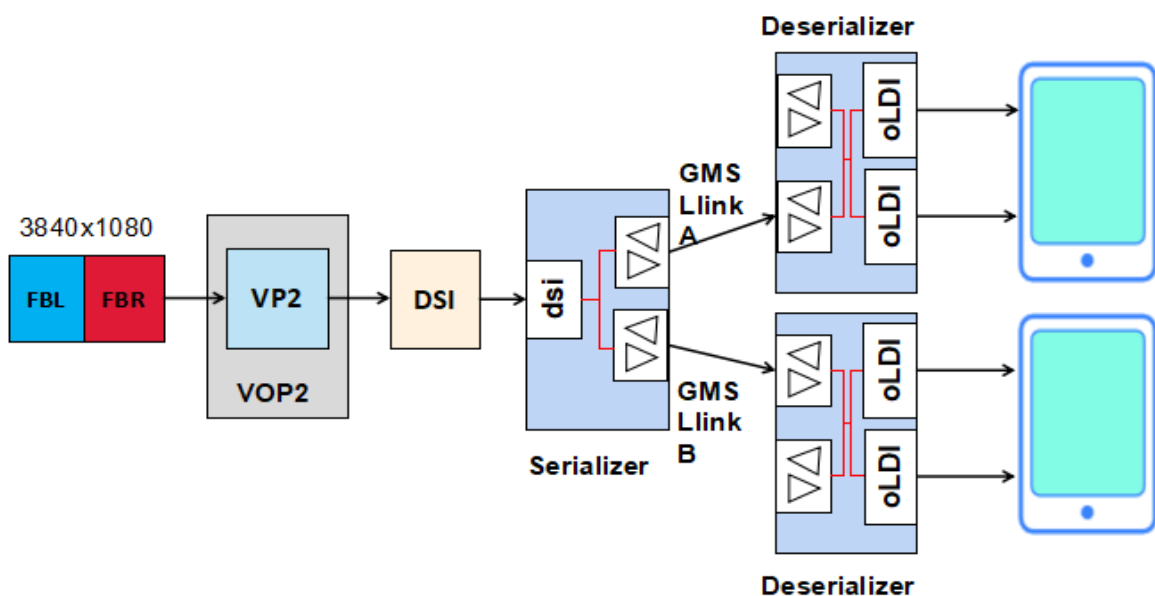 Deserializer
oLDI
oLDI
GMS
Llink
A
3840x1080
FBL
FBR
VP2
VOP2
DSI
dsi
Serializer
GMS
Llink
B
oLDI
oLDI
Deserializer